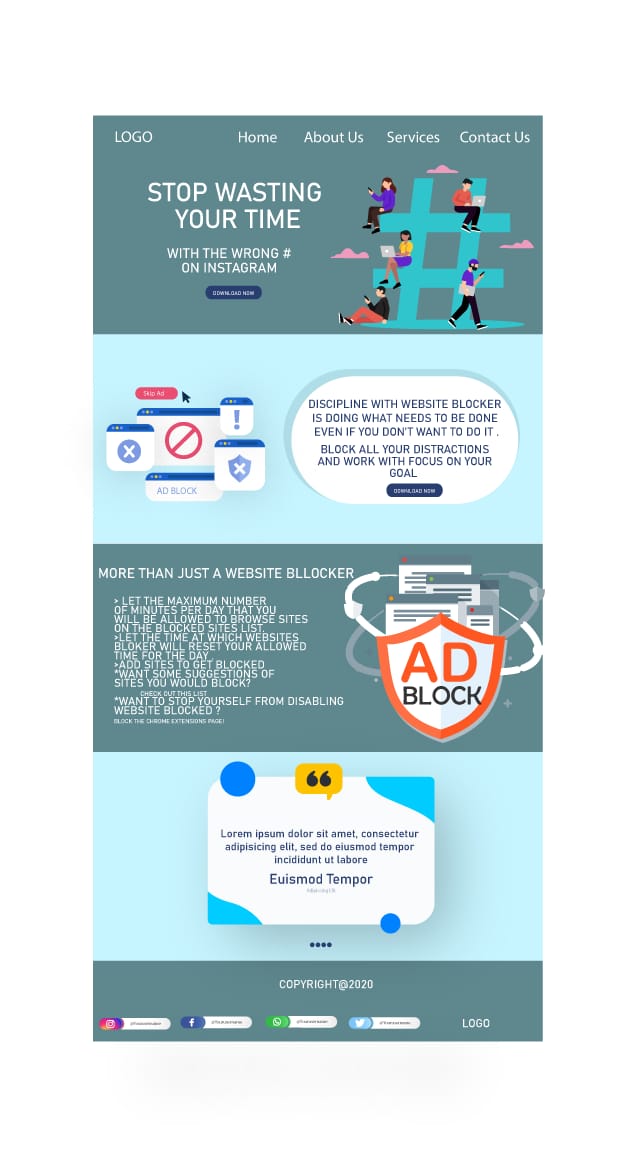 LOGO Home About Us Services Contact Us
STOP WASTING
YOUR TIME
WITH THE WRONG #
ON INSTAGRAM
DOWNLOAD NOW
Skip Ad
AD BLOCK
DISCIPLINE WITH WEBSITE BLOCKER
IS DOING WHAT NEEDS TO BE DONE
EVEN IF YOU DON'T WANT TO DO IT .
BLOCK ALL YOUR DISTRACTIONS
AND WORK WITH FOCUS ON YOUR
GOAL
DOWNLOAD NOW
MORE THAN JUST A WEBSITE BLLOCKER
> LET THE MAXIMUM NUMBER
OF MINUTES PER DAY THAT YOU
WILL BE ALLOWED TO BROWSE SITES
ON THE BLOCKED SITES LIST.
>LET THE TIME AT WHICH WEBSITES
BLOKER WILL RESET YOUR ALLOWED
TIME FOR THE DAY
>ADD SITES TO GET BLOCKED
*WANT SOME SUGGESTIONS OF
SITES YOU WOULD BLOCK?
CHECK OUT THIS LIST
*WANT TO STOP YOURSELF FROM DISABLING
WEBSITE BLOCKED ?
BLOCK THE CHROME EXTENSIONS PAGE!
AD
BLOCK
Lorem ipsum dolor sit amet, consectetur
adipisicing elit, sed do eiusmod tempor
incididunt ut labore
Euismod Tempor
COPYRIGHT@2020
LOGO